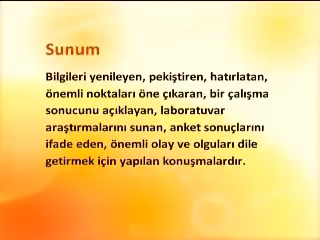 Sunum
Bilgileri yenileyen, pekiştiren, hatırlatan,
önemli noktaları öne çıkaran, bir çalışma
sonucunu açıklayan, laboratuvar
araştırmalarını sunan, anket sonuçlarını
ifade eden, önemli olay ve olguları dile
getirmek için yapılan konuşmalardır.